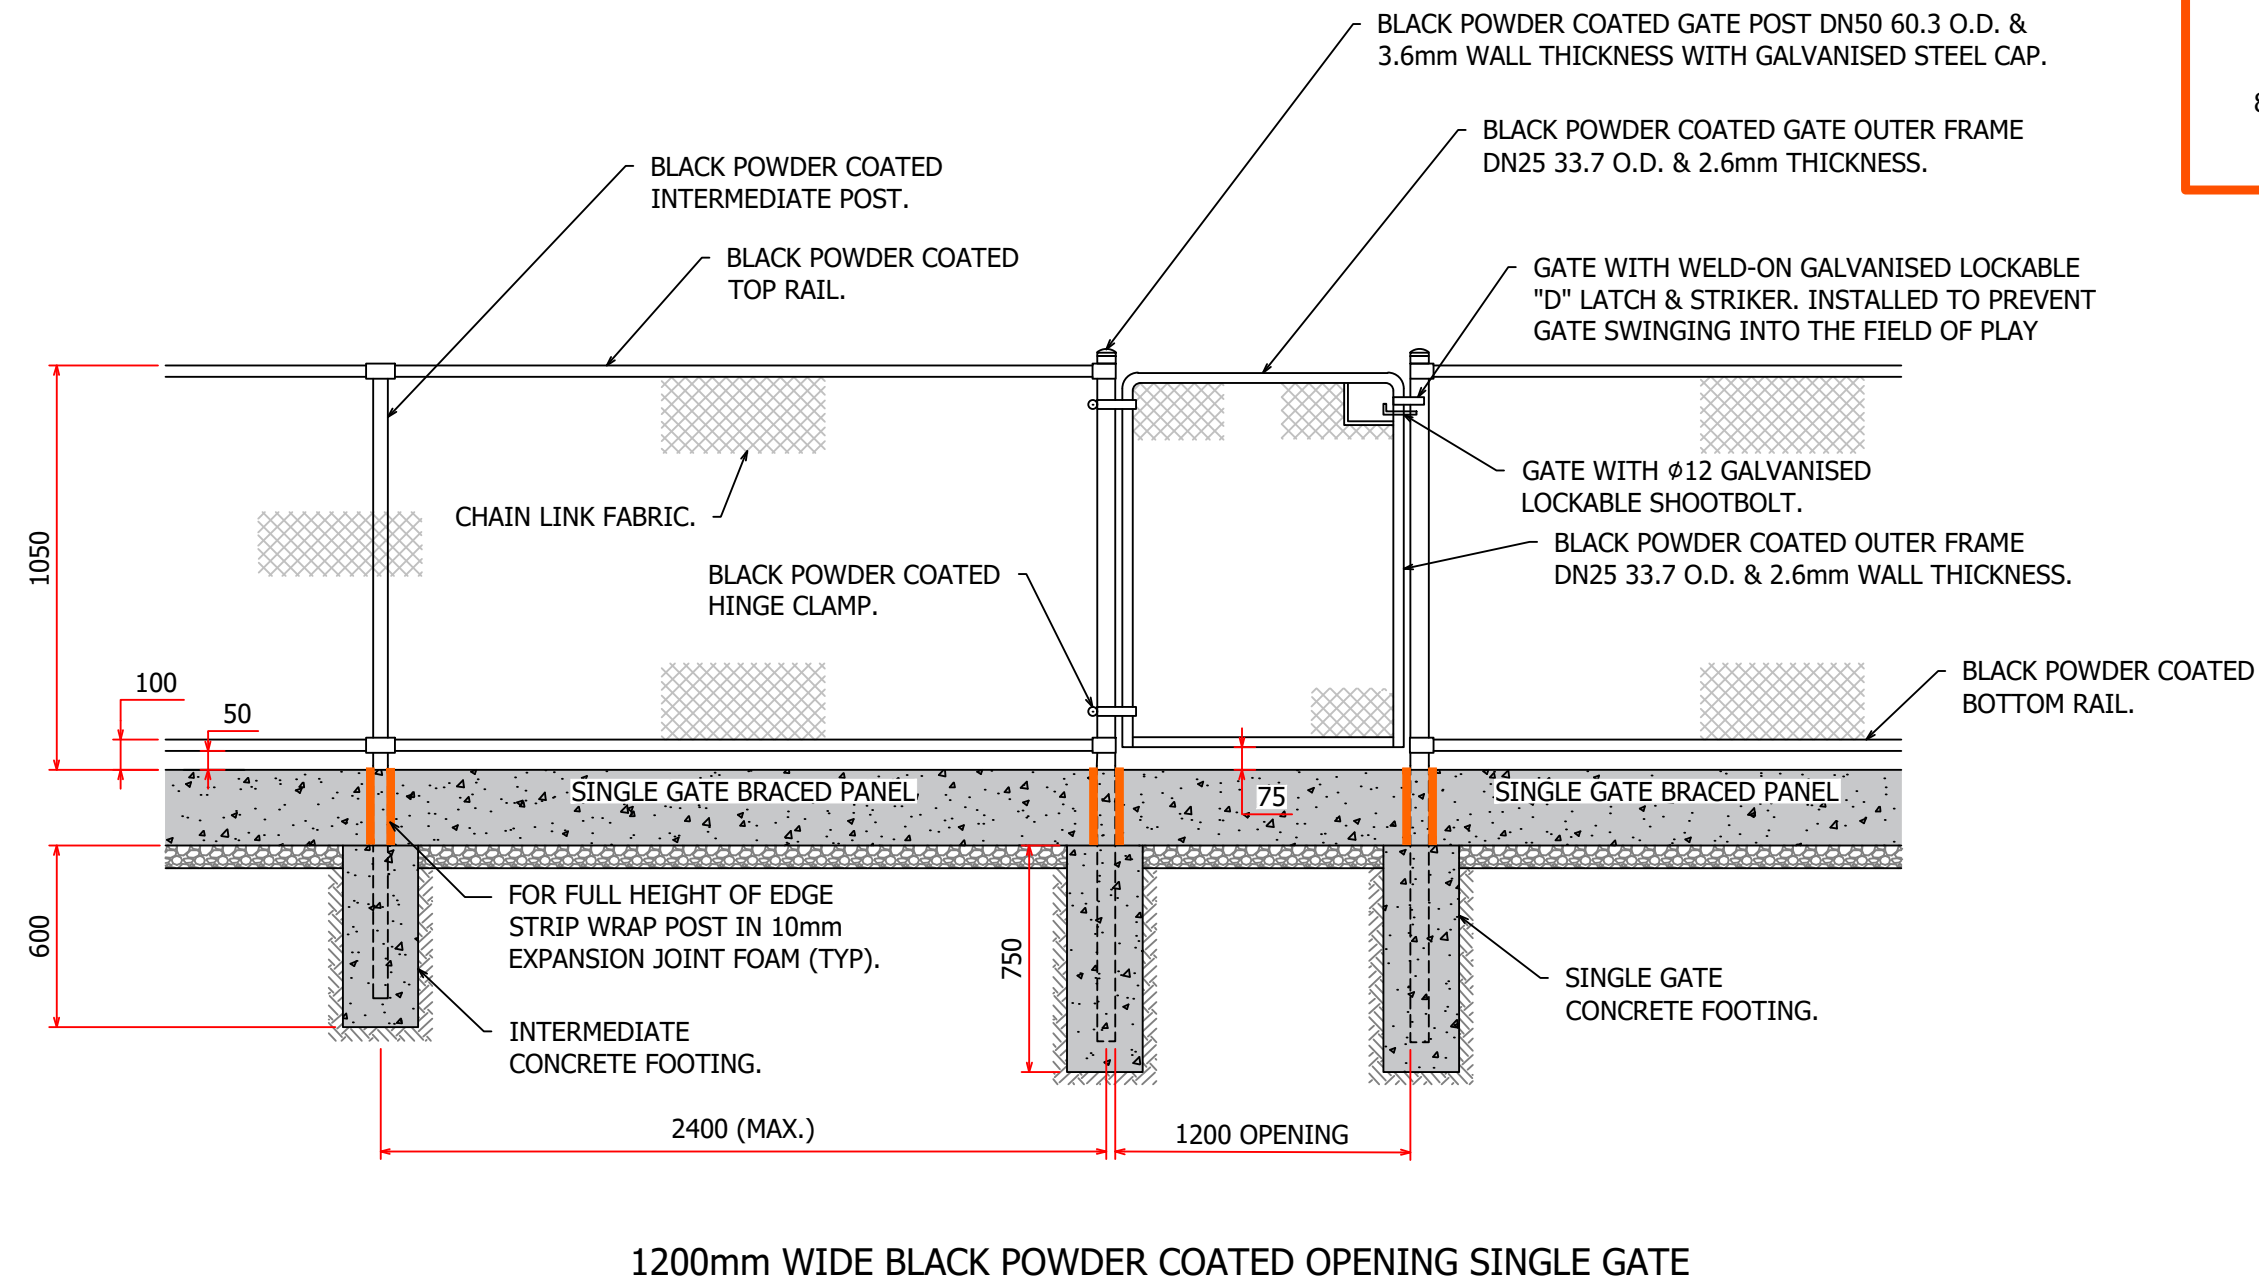 BLACK POWDER COATED GATE POST DN50 60.3 O.D. &
3.6mm WALL THICKNESS WITH GALVANISED STEEL CAP.
8
BLACK POWDER COATED GATE OUTER FRAME
DN25 33.7 O.D. & 2.6mm THICKNESS.
BLACK POWDER COATED
INTERMEDIATE POST.
BLACK POWDER COATED
TOP RAIL.
GATE WITH WELD-ON GALVANISED LOCKABLE
"D" LATCH & STRIKER. INSTALLED TO PREVENT
GATE SWINGING INTO THE FIELD OF PLAY
GATE WITH ⌀12 GALVANISED
LOCKABLE SHOOTBOLT.
CHAIN LINK FABRIC.
BLACK POWDER COATED OUTER FRAME
DN25 33.7 O.D. & 2.6mm WALL THICKNESS.
1050
BLACK POWDER COATED
HINGE CLAMP.
BLACK POWDER COATED
BOTTOM RAIL.
100
50
SINGLE GATE BRACED PANEL
75
SINGLE GATE BRACED PANEL
600
FOR FULL HEIGHT OF EDGE
STRIP WRAP POST IN 10mm
EXPANSION JOINT FOAM (TYP).
750
SINGLE GATE
CONCRETE FOOTING.
INTERMEDIATE
CONCRETE FOOTING.
2400 (MAX.)
1200 OPENING
1200mm WIDE BLACK POWDER COATED OPENING SINGLE GATE